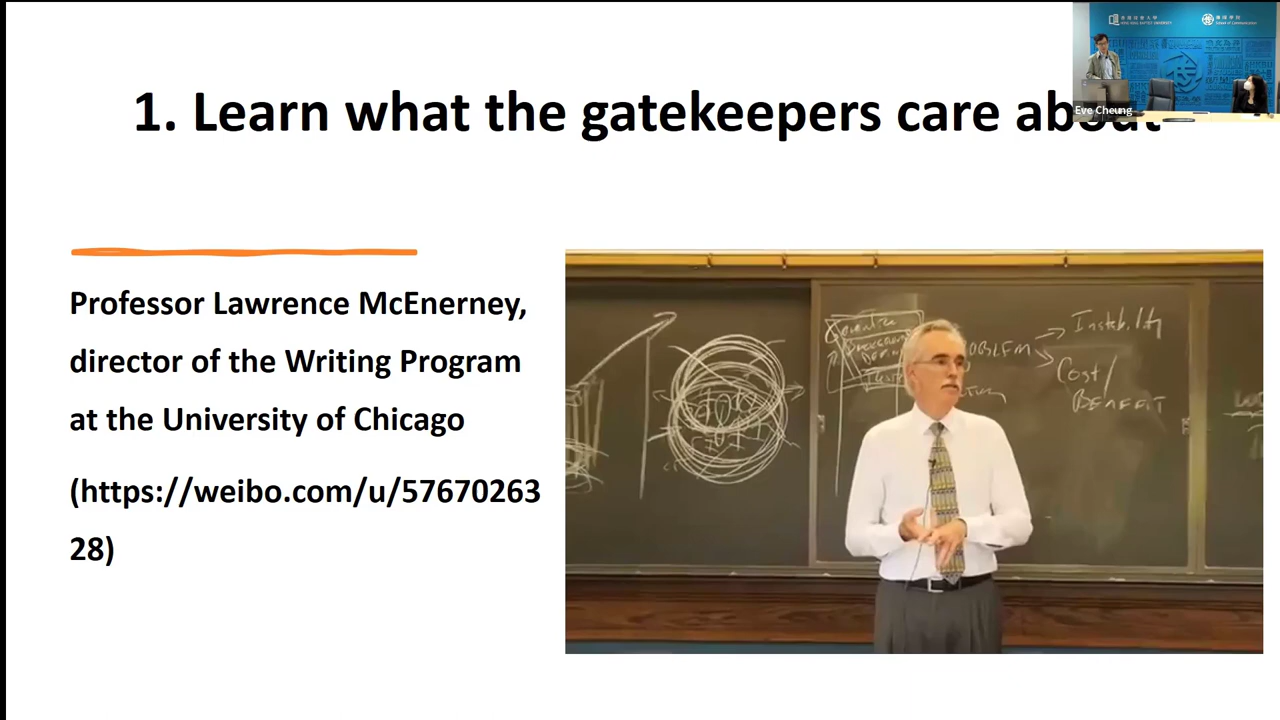 1. Learn what the gatekeepers care about
Eve Cheung
Professor Lawrence McEnerney,
director of the Writing Program
at the University of Chicago
(https://weibo.com/u/57670263
28)
Instability
Cost/
BENEFIT